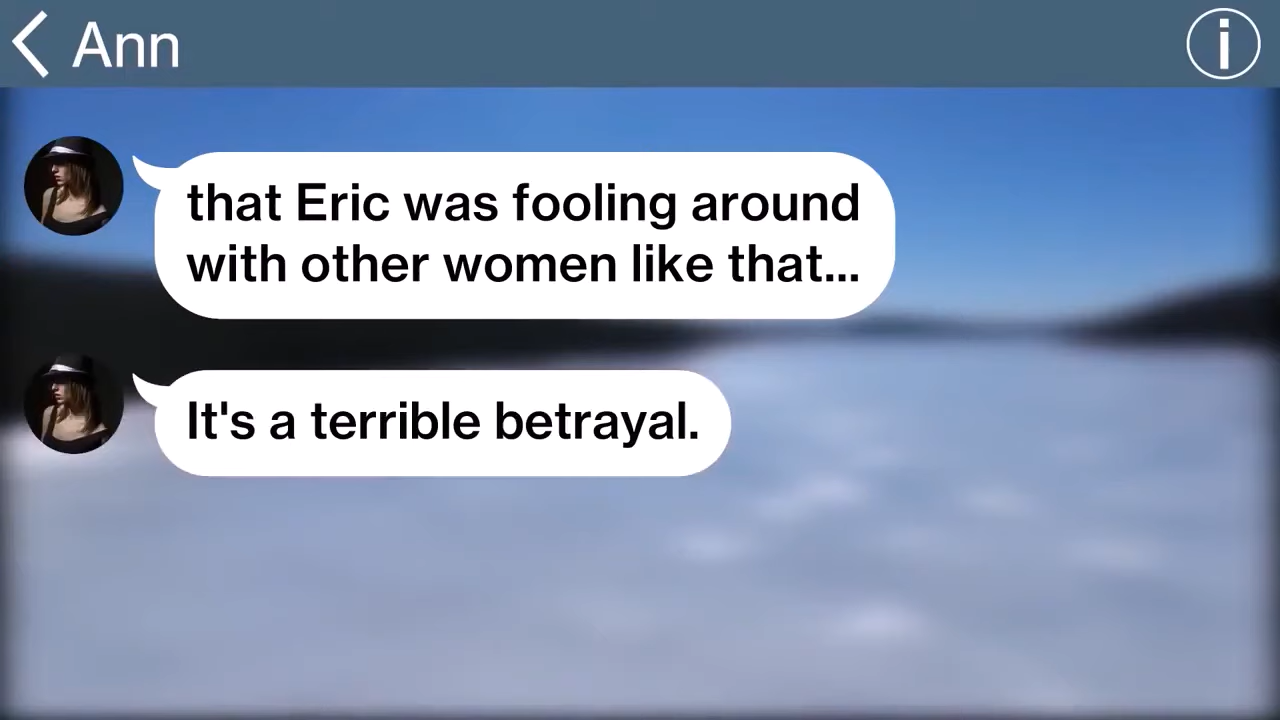 Ann
that Eric was fooling around
with other women like that...
It's a terrible betrayal.